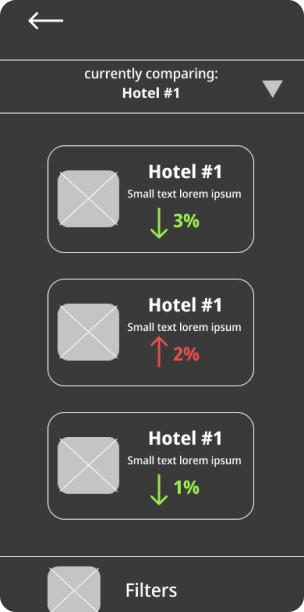 currently comparing:
Hotel #1
Hotel #1
Small text lorem ipsum
3%
Hotel #1
Small text lorem ipsum
2%
Hotel #1
Small text lorem ipsum
1%
Filters